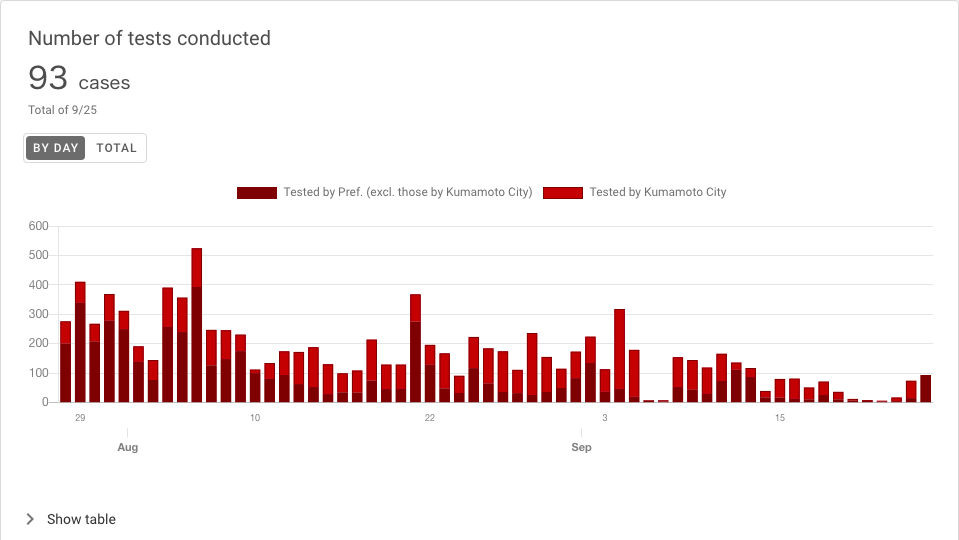 Number of tests conducted
93 cases
Total of 9/25
BY DAY TOTAL
Tested by Pref. (excl. those by Kumamoto City) Tested by Kumamoto City
600
500
400
300
200
100
0
29 10 22 3 15
Aug Sep
Show table